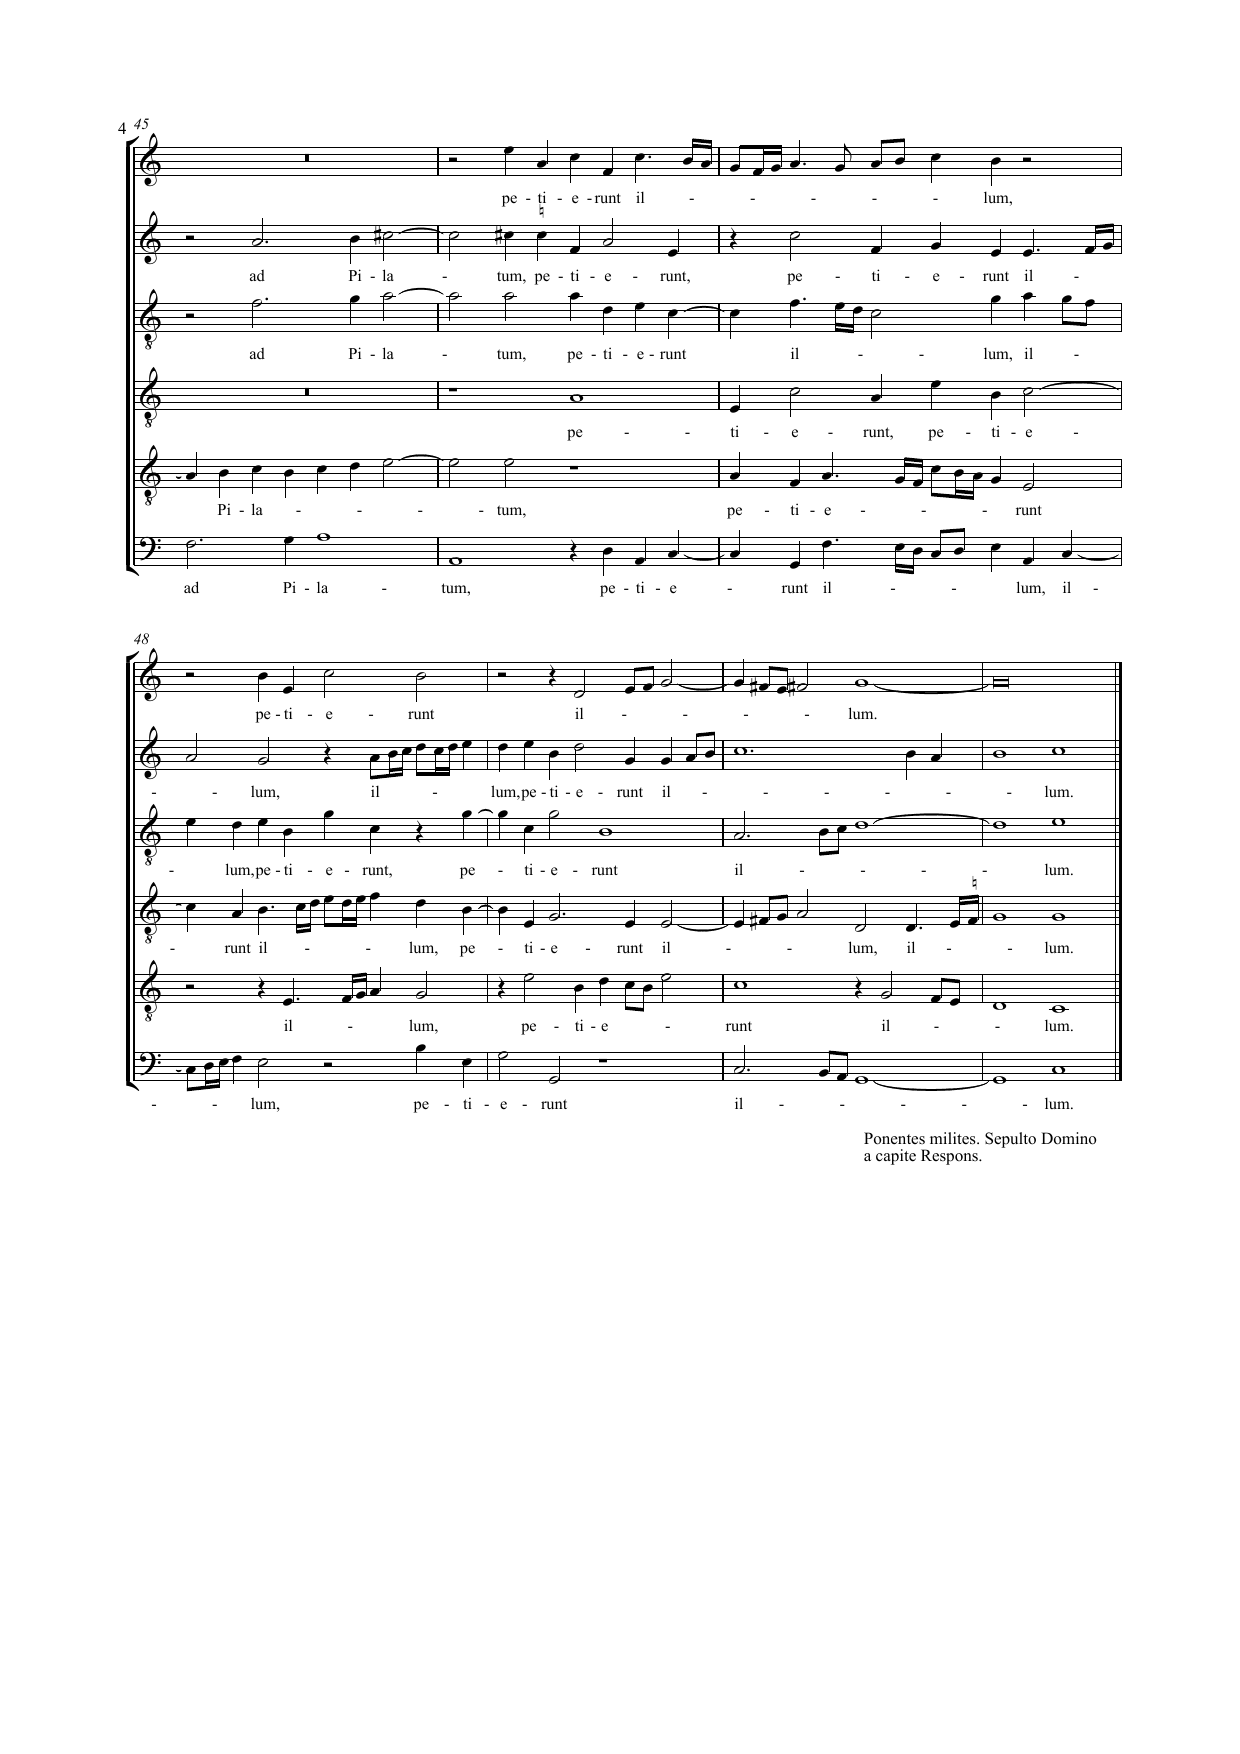 4 45
pe - ti - e - runt il - - - - - lum,
ad Pi - la - tum, pe - ti - e - runt, pe - ti - e - runt il -
ad Pi - la - tum, pe - ti - e - runt il - - - lum, il -
pe - - ti - e - runt, pe - ti - e -
Pi - la - - - - tum, pe - ti - e - - - runt
ad Pi - la - tum, pe - ti - e - runt il - - lum, il -
48
pe - ti - e - runt il - - - - lum.
- - lum, il - - lum, pe - ti - e - runt il - - - - - - lum.
- lum, pe - ti - e - runt, pe - ti - e - runt il - - - - lum.
- runt il - - - lum, pe - ti - e - runt il - - lum, il - - lum.
il - lum, pe - ti - e - runt il - - lum.
- - lum, pe - ti - e - runt il - - - - - lum.
Ponentes milites. Sepulto Domino
a capite Respons.